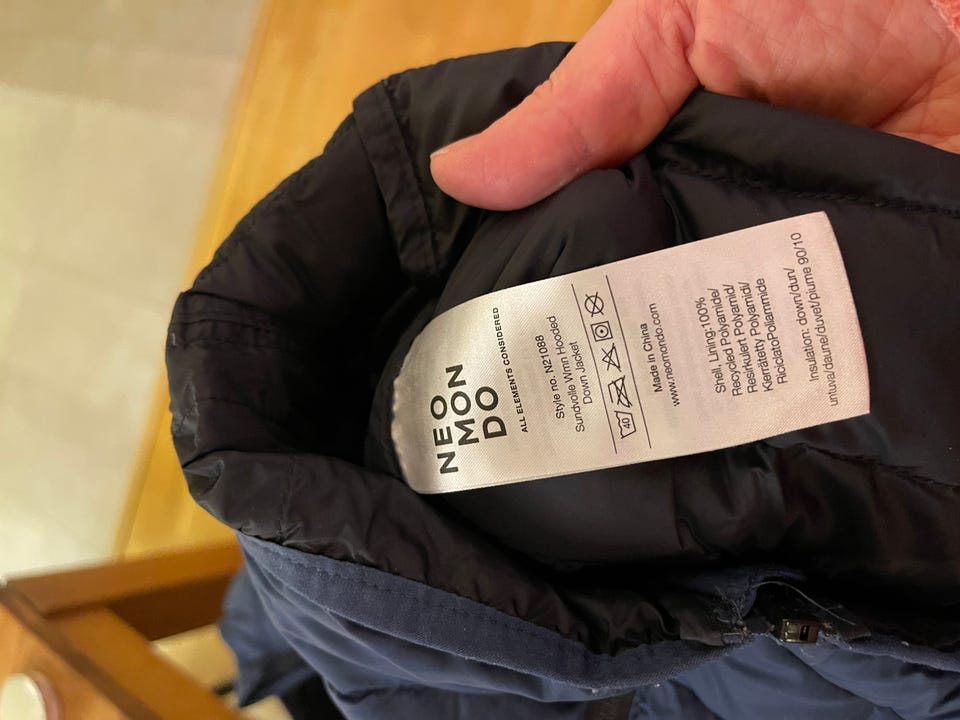 NEO
MON
DO
ALL ELEMENTS CONSIDERED
Style no. N21088
Sundvolle Wmn Hooded
Down Jacket
40
Made in China
www.neomondo.com
Shell, Lining:100%
Recycled Polyamide/
Resirkulert Polyamid/
Kierrätetty Polyamidi/
RiciclatoPoliammide
Insulation: down/dun/
untuva/daune/duvet/piume 90/10